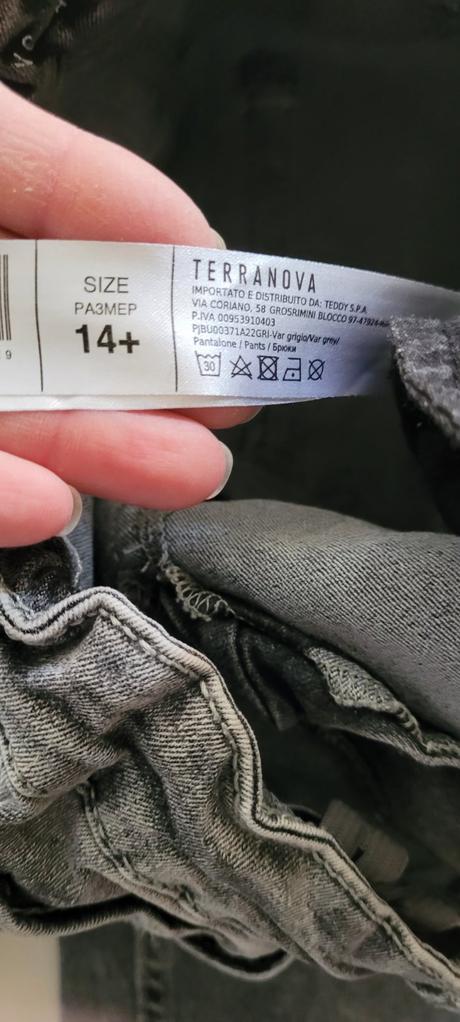 SIZE
РАЗМЕР
14+
TERRANOVA
IMPORTATO E DISTRIBUITO DA: TEDDY S.P.A.
VIA CORIANO, 58 GROSRIMINI BLOCCO 97-47924
P.IVA 00953910403
PJBU00371A22GRI-Var grigio/Var grey/
Pantalone / Pants / Брюки
30
9